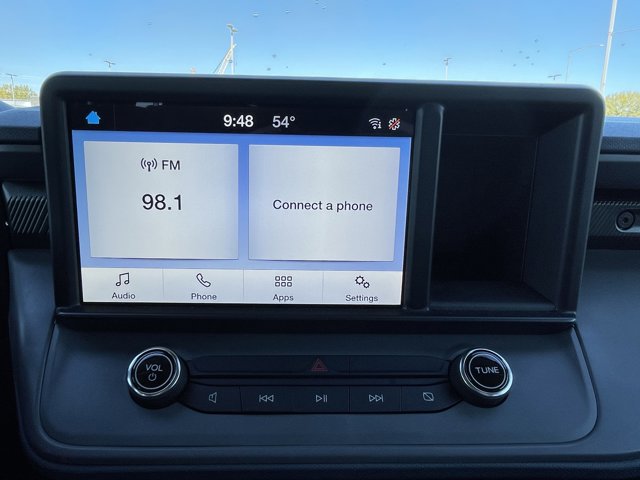 9:48 54°
FM
98.1
Connect a phone
Audio Phone Apps Settings
VOL
TUNE